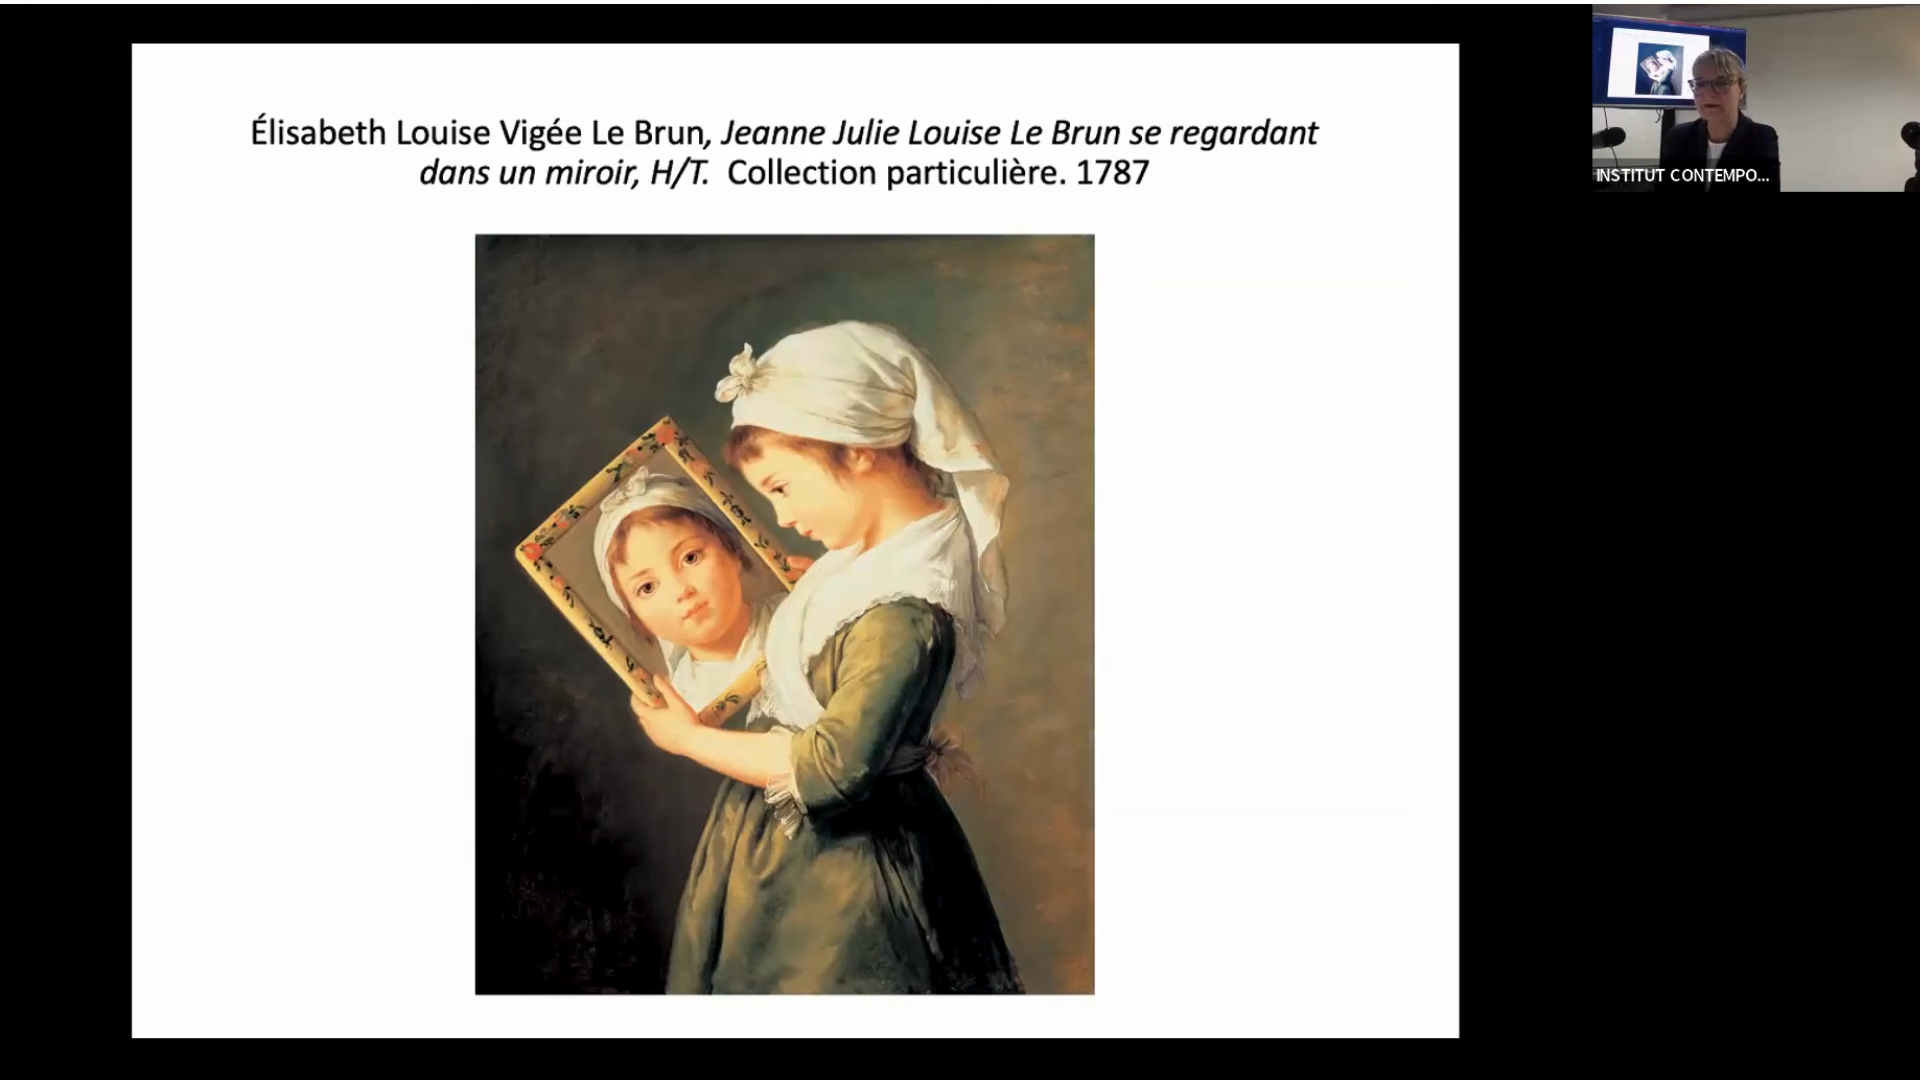 Élisabeth Louise Vigée Le Brun, Jeanne Julie Louise Le Brun se regardant
dans un miroir, H/T. Collection particulière. 1787
INSTITUT CONTEMPO...